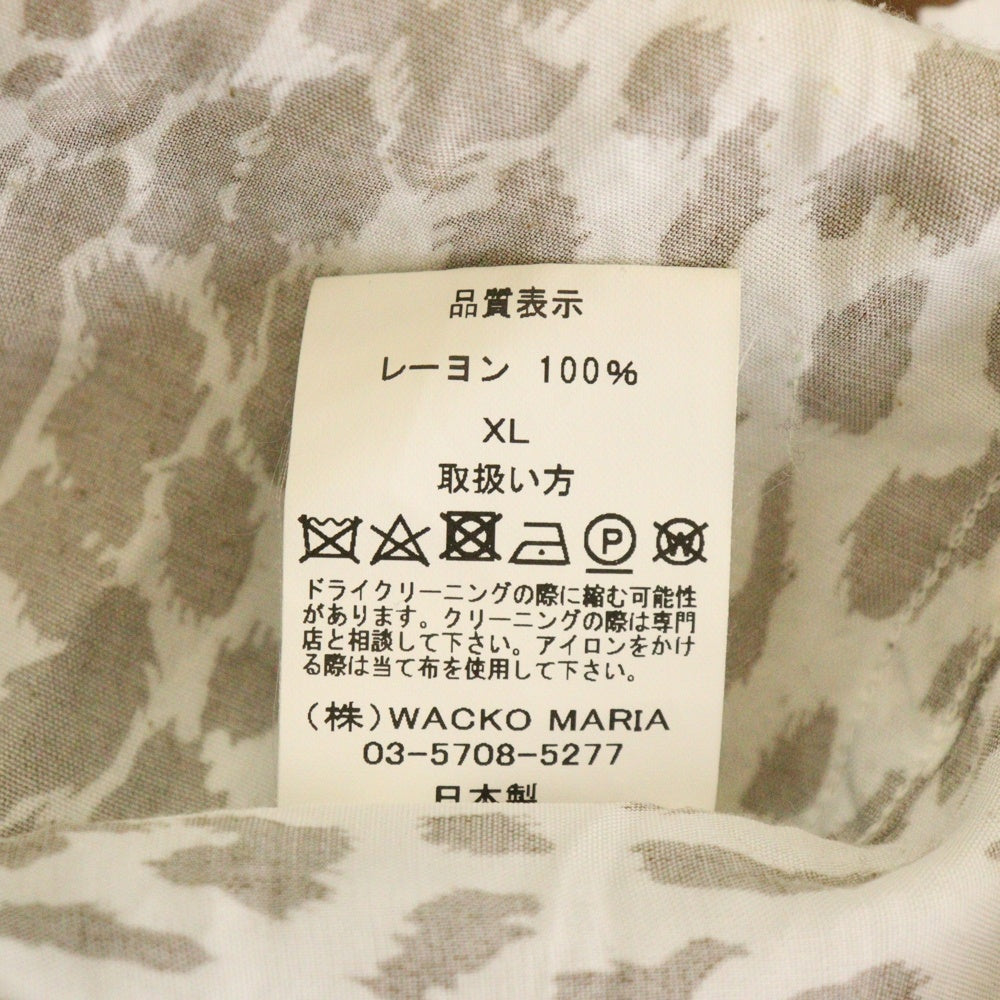 品質表示
レーヨン 100%
XL
取扱い方
P W
ドライクリーニングの際に縮む可能性
があります。クリーニングの際は専門
店と相談して下さい。アイロンをかけ
る際は当て布を使用して下さい。
(株)WACKO MARIA
03-5708-5277
日本製